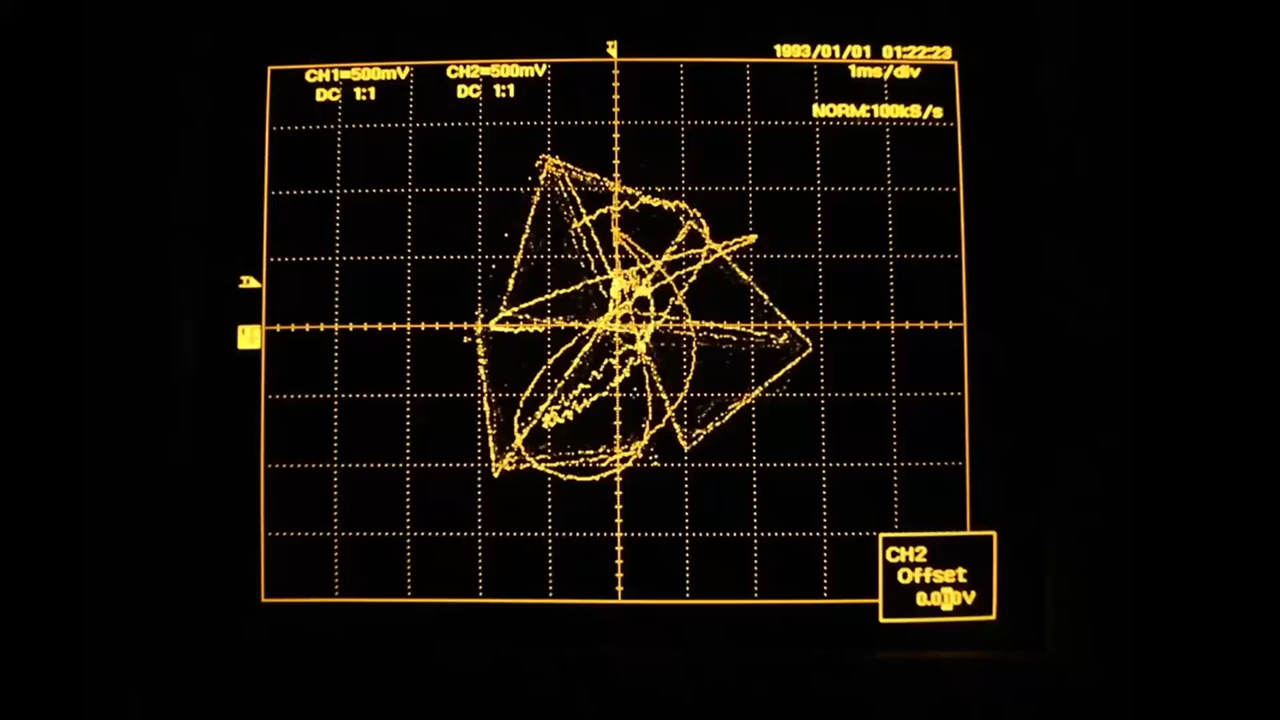 1993/01/01 01:22:23
CH1=500mV CH2=500mV 1ms/div
DC 1:1 DC 1:1
NORM:100kS/s
CH2
Offset